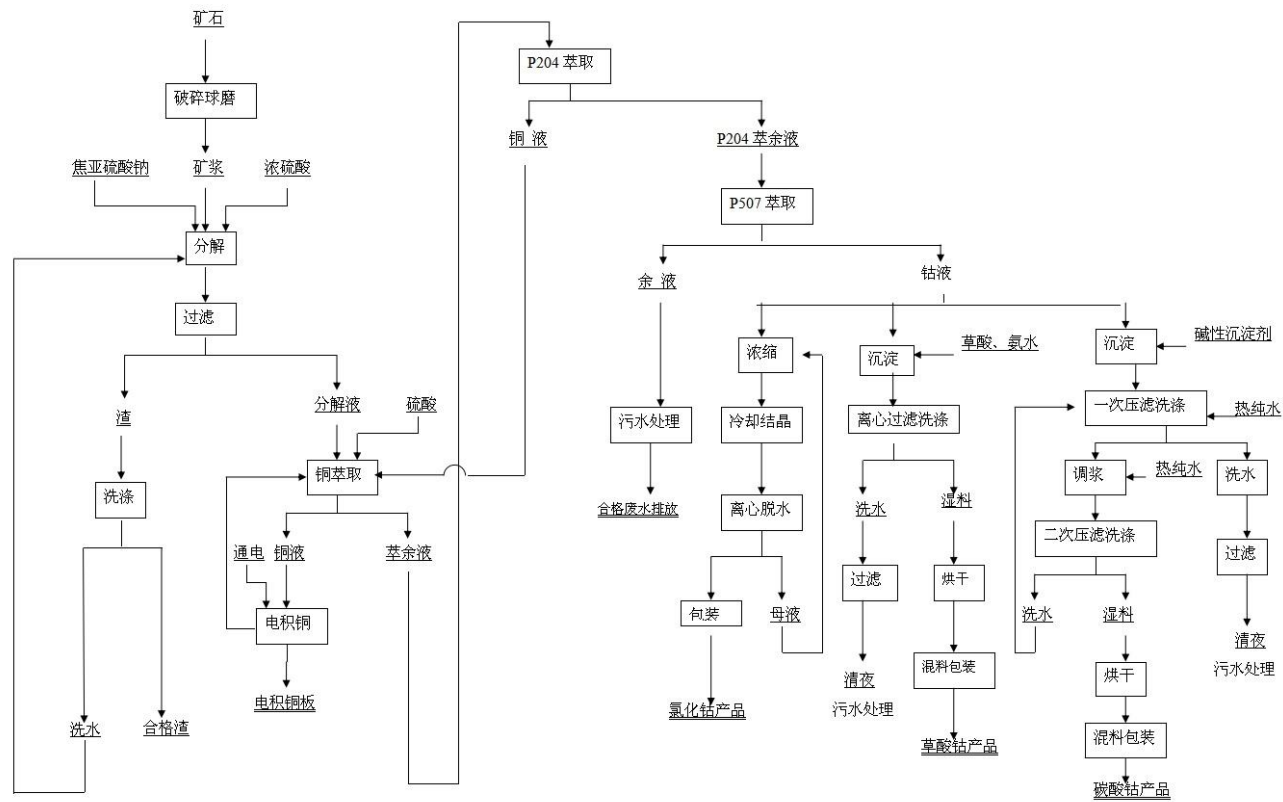 矿石
破碎球磨
焦亚硫酸钠
矿浆
浓硫酸
分解
过滤
渣
分解液
硫酸
洗涤
铜萃取
通电
铜液
萃余液
电积铜
电积铜板
洗水
合格渣
P204 萃取
铜 液
P204 萃余液
P507 萃取
余 液
钴液
污水处理
合格废水排放
浓缩
冷却结晶
离心脱水
包装
母液
氯化钴产品
沉淀
草酸、氨水
离心过滤洗涤
洗水
湿料
过滤
烘干
清夜
污水处理
混料包装
草酸钴产品
沉淀
碱性沉淀剂
一次压滤洗涤
热纯水
调浆
热纯水
洗水
二次压滤洗涤
过滤
洗水
湿料
清夜
污水处理
烘干
混料包装
碳酸钴产品